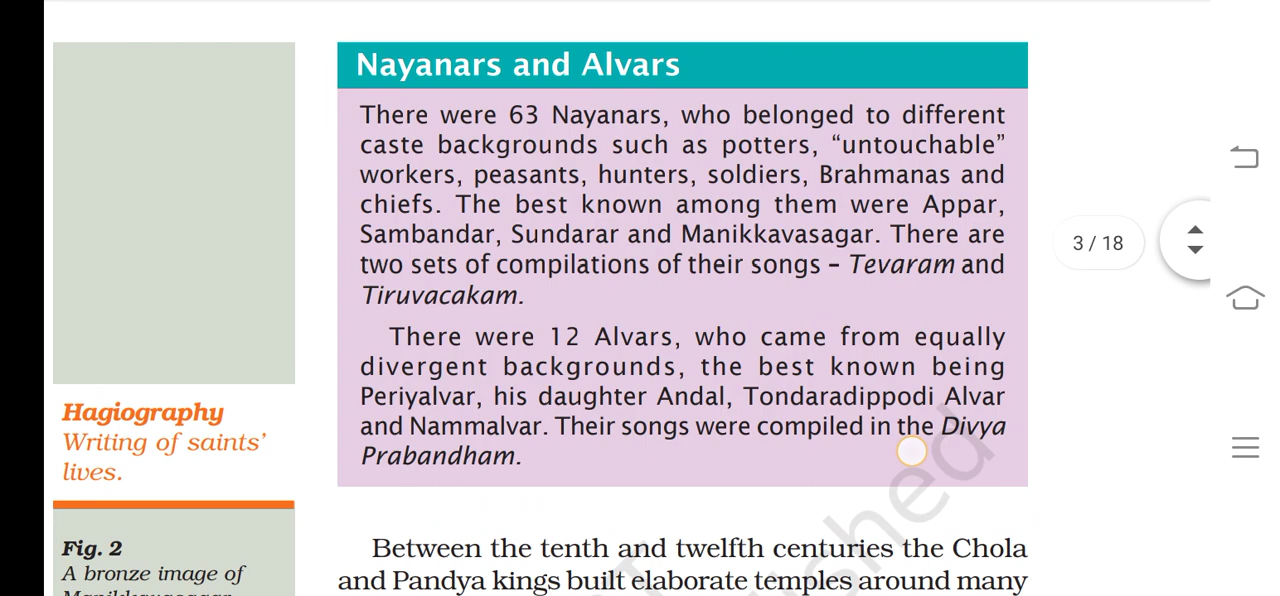 Nayanars and Alvars
There were 63 Nayanars, who belonged to different
caste backgrounds such as potters, “untouchable”
workers, peasants, hunters, soldiers, Brahmanas and
chiefs. The best known among them were Appar,
Sambandar, Sundarar and Manikkavasagar. There are
two sets of compilations of their songs – Tevaram and
Tiruvacakam.
There were 12 Alvars, who came from equally
divergent backgrounds, the best known being
Periyalvar, his daughter Andal, Tondaradippodi Alvar
and Nammalvar. Their songs were compiled in the Divya
Prabandham.
3 / 18
Hagiography
Writing of saints’
lives.
Fig. 2
A bronze image of
Between the tenth and twelfth centuries the Chola
and Pandya kings built elaborate temples around many